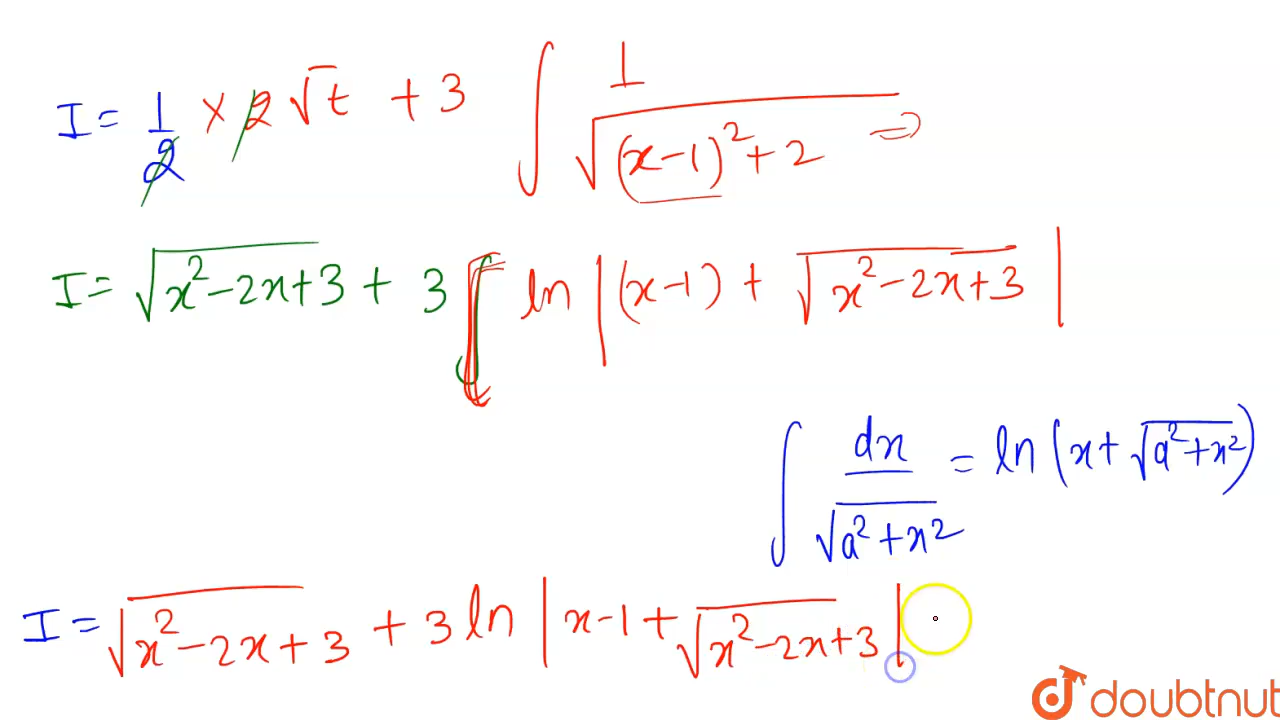 I = 1/2 × 2 √t + 3 ∫ 1/√((x-1)² + 2) ⇒
I = √(x² - 2x + 3) + 3 ∫ ln |(x-1) + √(x² - 2x + 3)|
∫ dx/√(a² + x²) = ln (x + √(a² + x²))
I = √(x² - 2x + 3) + 3 ln |x - 1 + √(x² - 2x + 3)|
doubtnut